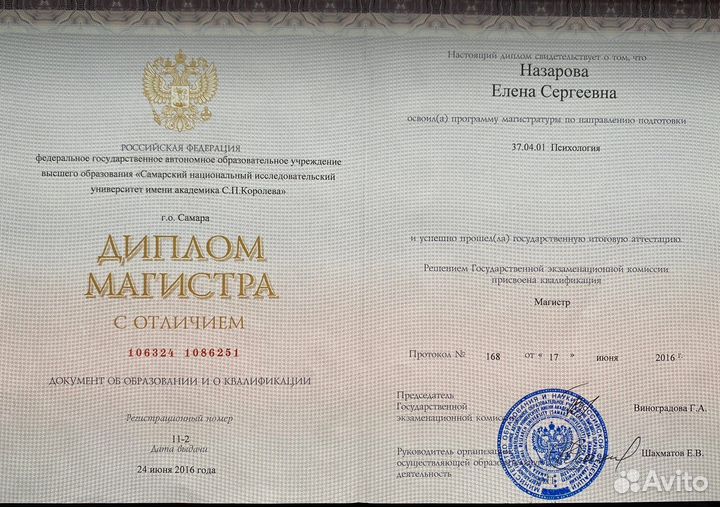 РОССИЙСКАЯ ФЕДЕРАЦИЯ
федеральное государственное автономное образовательное учреждение
высшего образования «Самарский национальный исследовательский
университет имени академика С.П.Королева»
г.о. Самара
ДИПЛОМ
МАГИСТРА
С ОТЛИЧИЕМ
106324 1086251
ДОКУМЕНТ ОБ ОБРАЗОВАНИИ И О КВАЛИФИКАЦИИ
Регистрационный номер
11-2
Дата выдачи
24 июня 2016 года
Настоящий диплом свидетельствует о том, что
Назарова
Елена Сергеевна
освоил(а) программу магистратуры по направлению подготовки
37.04.01 Психология
и успешно прошел(ла) государственную итоговую аттестацию.
Решением Государственной экзаменационной комиссии
присвоена квалификация
Магистр
Протокол № 168 от « 17 » июня 2016 г.
Председатель
Государственной
экзаменационной комиссии
Виноградова Г.А.
Руководитель организации,
осуществляющей образовательную
деятельность
Шахматов Е.В.
Avito